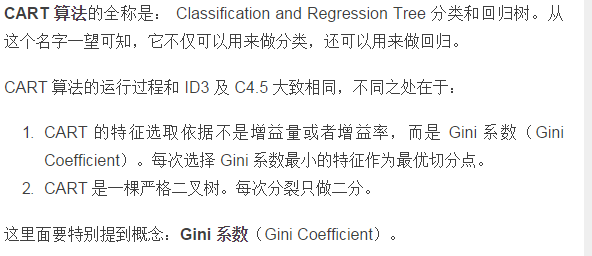 CART 算法的全称是： Classification and Regression Tree 分类和回归树。从
这个名字一望可知，它不仅可以用来做分类，还可以用来做回归。
CART 算法的运行过程和 ID3 及 C4.5 大致相同，不同之处在于：
1. CART 的特征选取依据不是增益量或者增益率，而是 Gini 系数（Gini
Coefficient）。每次选择 Gini 系数最小的特征作为最优切分点。
2. CART 是一棵严格二叉树。每次分裂只做二分。
这里面要特别提到概念：Gini 系数（Gini Coefficient）。